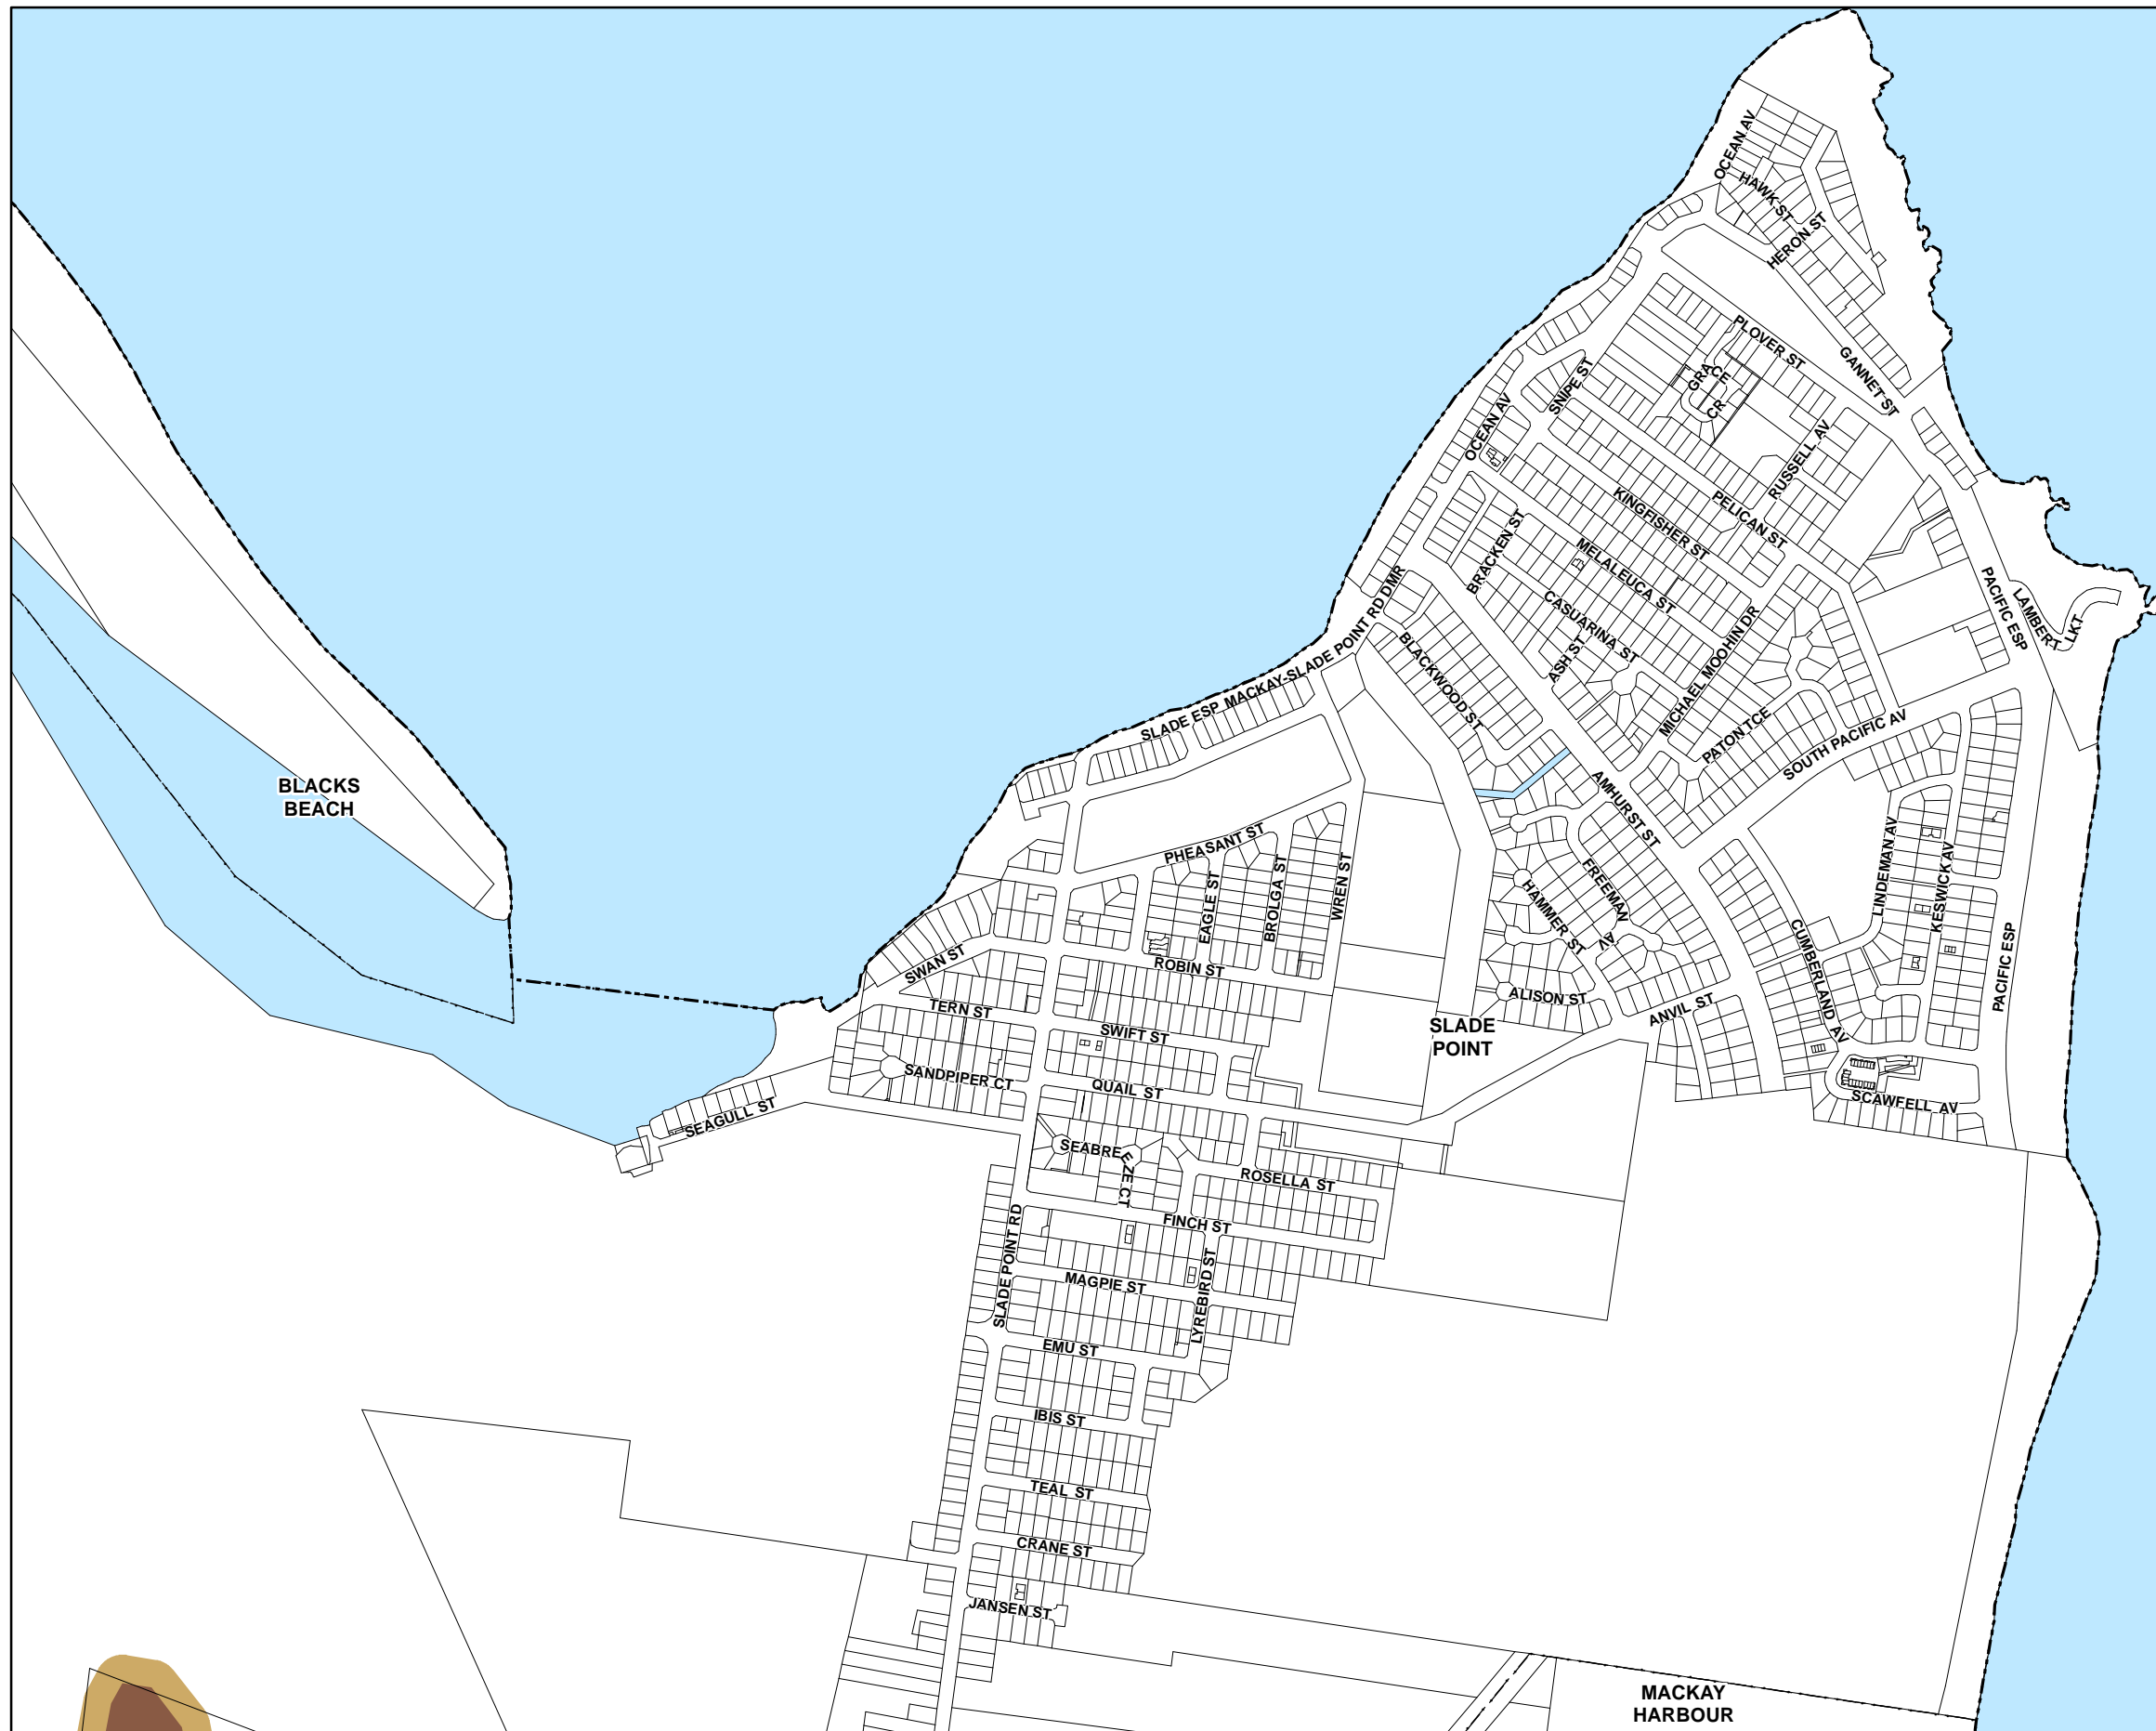 OCEAN AV
HAWK ST
HERON ST
PLOVER ST
GANNET ST
GRACE
CR
SNIPE ST
OCEAN AV
RUSSELL AV
PELICAN ST
KINGFISHER ST
BRACKEN ST
MELALEUCA ST
CASUARINA ST
ASH ST
MICHAEL MOOHIN DR
PACIFIC ESP
LAMBERT
LKT
BLACKWOOD ST
SLADE ESP MACKAY-SLADE POINT RD DMR
PATON TCE
SOUTH PACIFIC AV
AMHURST ST
BLACKS
BEACH
PHEASANT ST
EAGLE ST
BROLGA ST
WREN ST
FREEMAN
AV
HAMMER ST
LINDEMAN AV
KESWICK AV
CUMBERLAND AV
PACIFIC ESP
SWAN ST
ROBIN ST
TERN ST
SWIFT ST
ALISON ST
ANVIL ST
SLADE
POINT
SANDPIPER CT
QUAIL ST
SCAWFELL AV
SEAGULL ST
SEABRE
EZE CT
ROSELLA ST
FINCH ST
SLADE POINT RD
MAGPIE ST
LYREBIRD ST
EMU ST
IBIS ST
TEAL ST
CRANE ST
JANSEN ST
MACKAY
HARBOUR